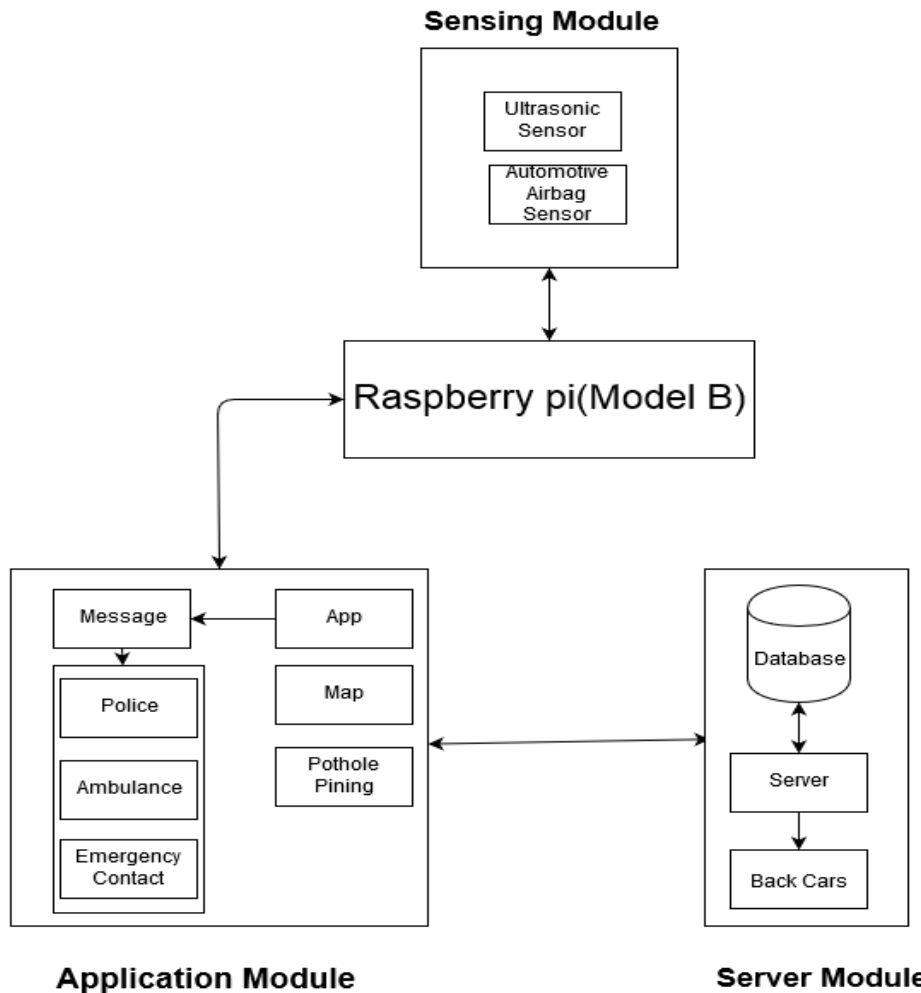 Sensing Module
Ultrasonic
Sensor
Automotive
Airbag
Sensor
Raspberry pi(Model B)
Message
App
Police
Map
Ambulance
Pothole
Pining
Emergency
Contact
Database
Server
Back Cars
Application Module
Server Module